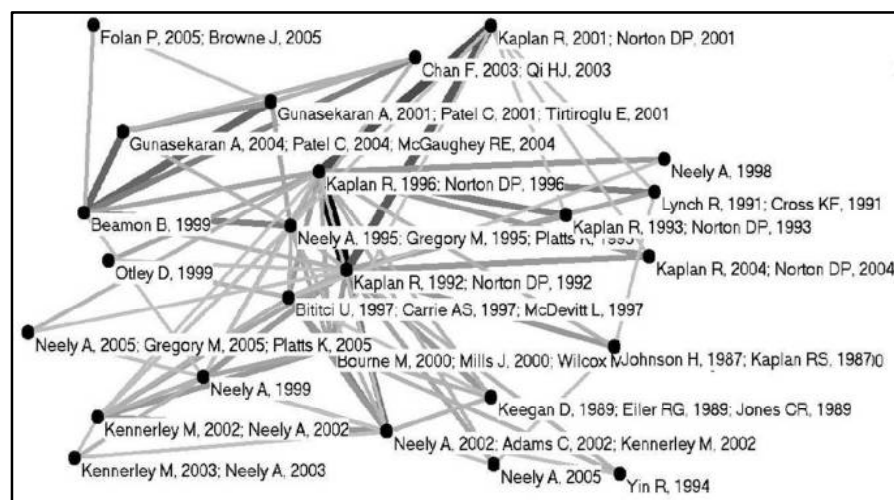 Folan P, 2005; Browne J, 2005
Kaplan R, 2001; Norton DP, 2001
Chan F, 2003; Qi HJ, 2003
Gunasekaran A, 2001; Patel C, 2001; Tirtiroglu E, 2001
Gunasekaran A, 2004; Patel C, 2004; McGaughey RE, 2004
Neely A, 1998
Kaplan R, 1996; Norton DP, 1996
Lynch R, 1991; Cross KF, 1991
Beamon B, 1999
Kaplan R, 1993; Norton DP, 1993
Neely A, 1995; Gregory M, 1995; Platts K, 1995
Otley D, 1999
Kaplan R, 2004; Norton DP, 2004
Kaplan R, 1992; Norton DP, 1992
Bititci U, 1997; Carrie AS, 1997; McDevitt L, 1997
Neely A, 2005; Gregory M, 2005; Platts K, 2005
Bourne M, 2000; Mills J, 2000; Wilcox M
Johnson H, 1987; Kaplan RS, 1987
Neely A, 1999
Keegan D, 1989; Eiler RG, 1989; Jones CR, 1989
Kennerley M, 2002; Neely A, 2002
Neely A, 2002; Adams C, 2002; Kennerley M, 2002
Kennerley M, 2003; Neely A, 2003
Neely A, 2005
Yin R, 1994